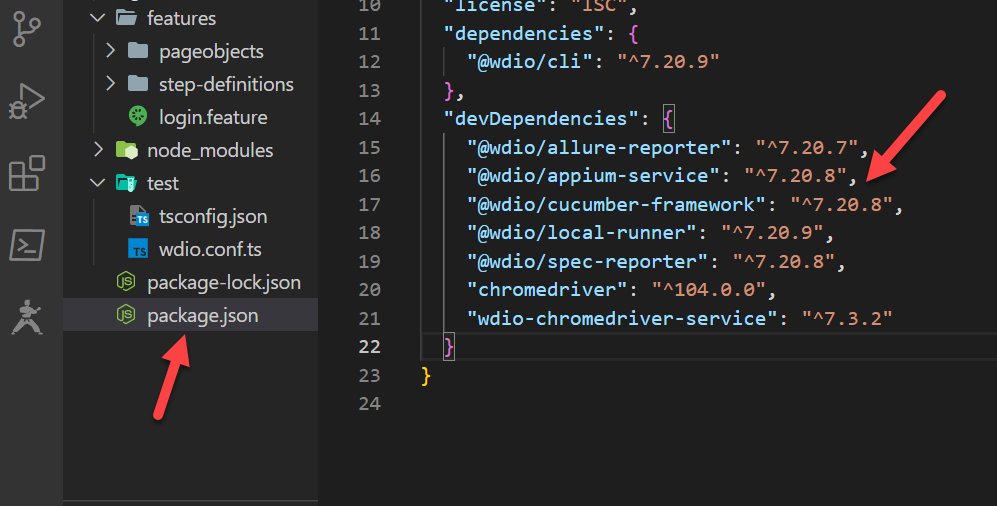 features
pageobjects
step-definitions
login.feature
node_modules
test
tsconfig.json
wdio.conf.ts
package-lock.json
package.json
10 "license": "ISC",
11 "dependencies": {
12 "@wdio/cli": "^7.20.9"
13 },
14 "devDependencies": {
15 "@wdio/allure-reporter": "^7.20.7",
16 "@wdio/appium-service": "^7.20.8",
17 "@wdio/cucumber-framework": "^7.20.8",
18 "@wdio/local-runner": "^7.20.9",
19 "@wdio/spec-reporter": "^7.20.8",
20 "chromedriver": "^104.0.0",
21 "wdio-chromedriver-service": "^7.3.2"
22 }
23 }
24